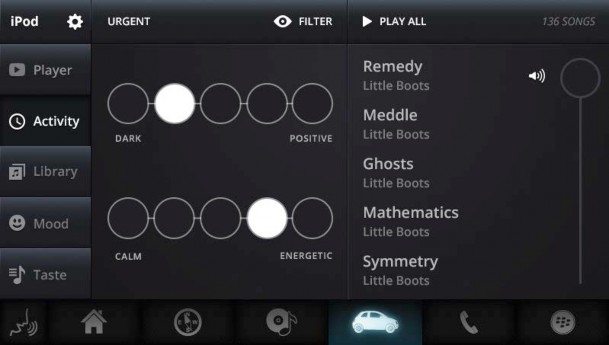 iPod
URGENT
FILTER
PLAY ALL
136 SONGS
Player
Activity
Library
Mood
Taste
DARK
POSITIVE
CALM
ENERGETIC
Remedy
Little Boots
Meddle
Little Boots
Ghosts
Little Boots
Mathematics
Little Boots
Symmetry
Little Boots